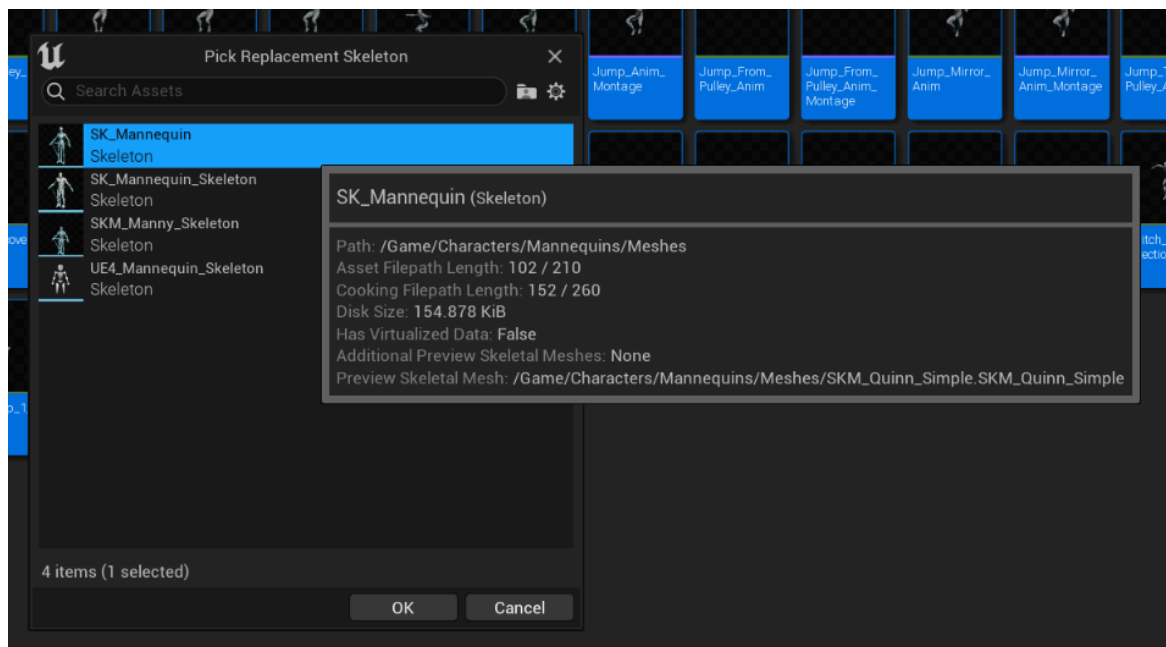 Pick Replacement Skeleton
Search Assets
SK_Mannequin
Skeleton
SK_Mannequin_Skeleton
Skeleton
SKM_Manny_Skeleton
Skeleton
UE4_Mannequin_Skeleton
Skeleton
4 items (1 selected)
OK
Cancel
SK_Mannequin (Skeleton)
Path: /Game/Characters/Mannequins/Meshes
Asset Filepath Length: 102 / 210
Cooking Filepath Length: 152 / 260
Disk Size: 154.878 KiB
Has Virtualized Data: False
Additional Preview Skeletal Meshes: None
Preview Skeletal Mesh: /Game/Characters/Mannequins/Meshes/SKM_Quinn_Simple.SKM_Quinn_Simple
Jump_Anim_
Montage
Jump_From_
Pulley_Anim
Jump_From_
Pulley_Anim_
Montage
Jump_Mirror_
Anim
Jump_Mirror_
Anim_Montage